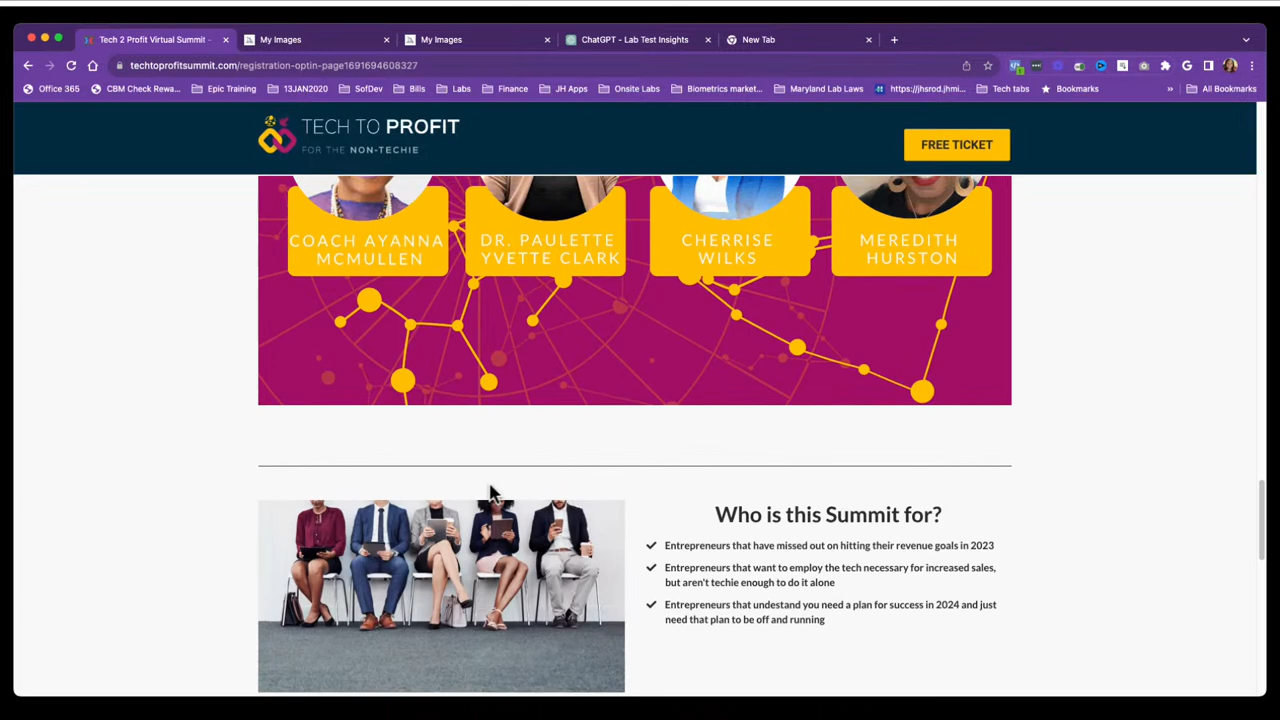 Tech 2 Profit Virtual Summit -
My Images
My Images
ChatGPT - Lab Test Insights
New Tab
techtoprofitsummit.com/registration-optin-page1691694608327
Office 365
CBM Check Rewa...
Epic Training
13JAN2020
SofDev
Bills
Labs
Finance
JH Apps
Onsite Labs
Biometrics market...
Maryland Lab Laws
https://jhsrod.jhmi...
Tech tabs
Bookmarks
»
All Bookmarks
TECH TO PROFIT
FOR THE NON-TECHIE
FREE TICKET
COACH AYANNA
MCMULLEN
DR. PAULETTE
YVETTE CLARK
CHERRISE
WILKS
MEREDITH
HURSTON
Who is this Summit for?
Entrepreneurs that have missed out on hitting their revenue goals in 2023
Entrepreneurs that want to employ the tech necessary for increased sales,
but aren't techie enough to do it alone
Entrepreneurs that undestand you need a plan for success in 2024 and just
need that plan to be off and running